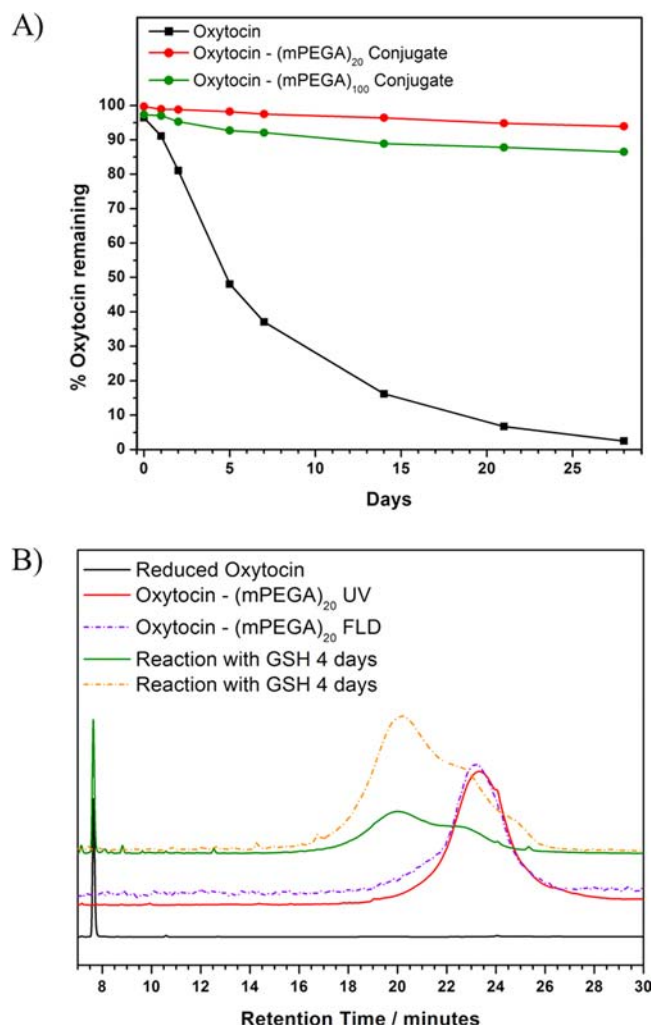 A)
Oxytocin
Oxytocin - (mPEGA)₂₀ Conjugate
Oxytocin - (mPEGA)₁₀₀ Conjugate
100
90
80
70
60
50
40
30
20
10
0
% Oxytocin remaining
0 5 10 15 20 25
Days
B)
Reduced Oxytocin
Oxytocin - (mPEGA)₂₀ UV
Oxytocin - (mPEGA)₂₀ FLD
Reaction with GSH 4 days
Reaction with GSH 4 days
8 10 12 14 16 18 20 22 24 26 28 30
Retention Time / minutes